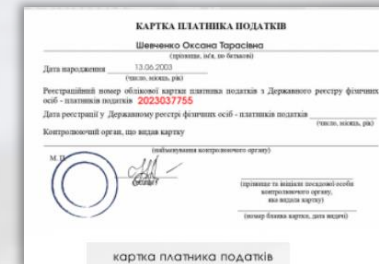 КАРТКА ПЛАТНИКА ПОДАТКІВ
Шевченко Оксана Тарасівна
(прізвище, ім'я, по батькові)
Дата народження 13.06.2003
(число, місяць, рік)
Реєстраційний номер облікової картки платника податків з Державного реєстру фізичних
осіб - платників податків 2023037755
Дата реєстрації у Державному реєстрі фізичних осіб - платників податків
(число, місяць, рік)
Контролюючий орган, що видав картку
(найменування контролюючого органу)
М. П.
(прізвище та ініціали посадової особи
контролюючого органу,
яка видала картку)
(номер бланка картки, дата видачі)
картка платника податків